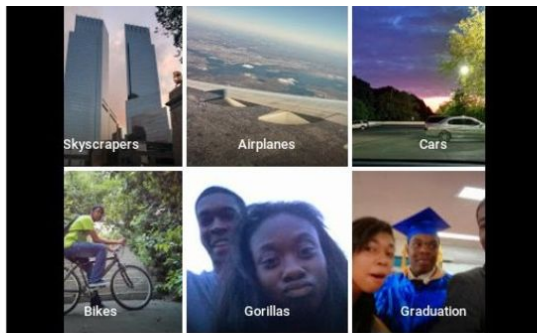 Skyscrapers
Airplanes
Cars
Bikes
Gorillas
Graduation